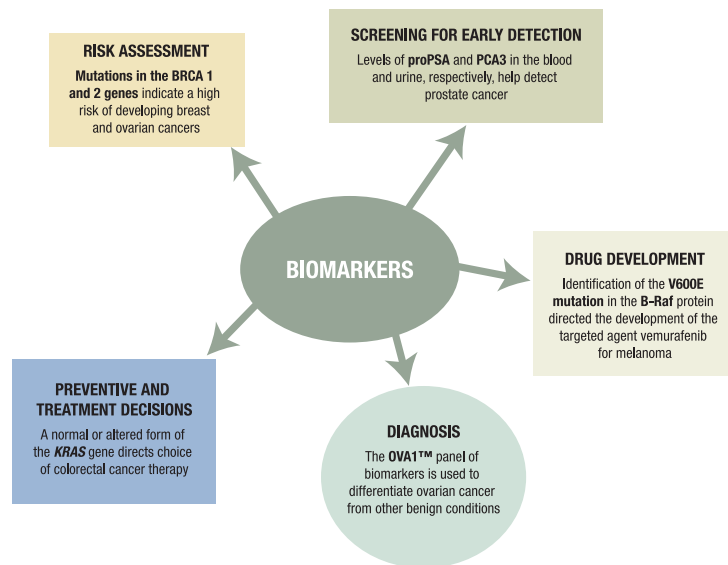 RISK ASSESSMENT
Mutations in the BRCA 1
and 2 genes indicate a high
risk of developing breast
and ovarian cancers
SCREENING FOR EARLY DETECTION
Levels of proPSA and PCA3 in the blood
and urine, respectively, help detect
prostate cancer
BIOMARKERS
DRUG DEVELOPMENT
Identification of the V600E
mutation in the B-Raf protein
directed the development of the
targeted agent vemurafenib
for melanoma
PREVENTIVE AND
TREATMENT DECISIONS
A normal or altered form of
the KRAS gene directs choice
of colorectal cancer therapy
DIAGNOSIS
The OVA1™ panel of
biomarkers is used to
differentiate ovarian cancer
from other benign conditions